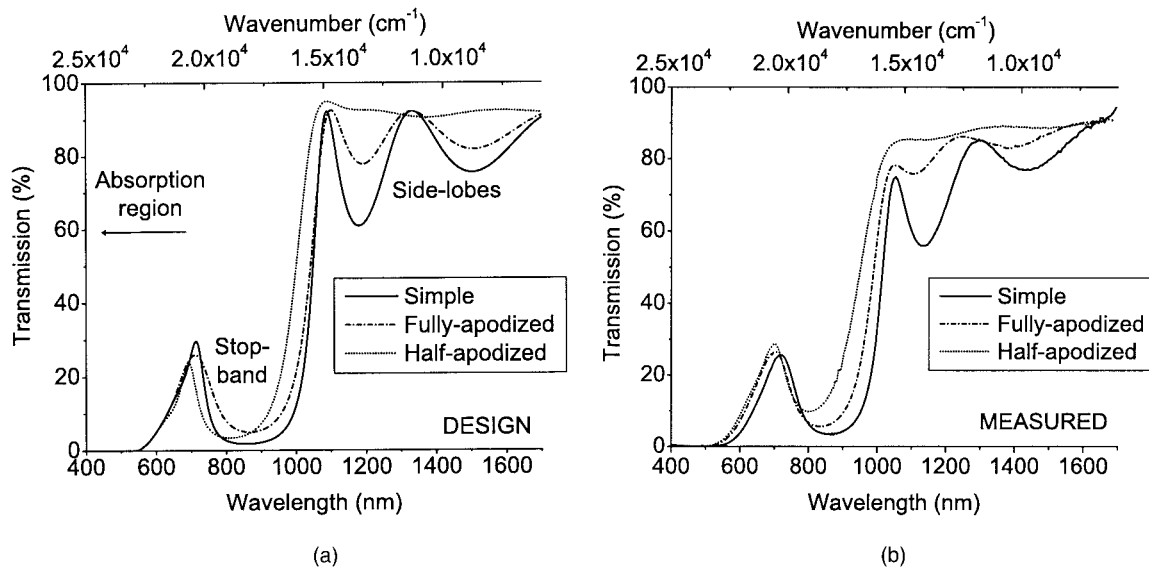 Wavenumber (cm⁻¹)
2.5x10⁴ 2.0x10⁴ 1.5x10⁴ 1.0x10⁴
100
80
60
40
20
0
Transmission (%)
Absorption
region
Side-lobes
Stop-
band
Simple
Fully-apodized
Half-apodized
DESIGN
400 600 800 1000 1200 1400 1600
Wavelength (nm)
(a)
Wavenumber (cm⁻¹)
2.5x10⁴ 2.0x10⁴ 1.5x10⁴ 1.0x10⁴
100
80
60
40
20
0
Transmission (%)
Simple
Fully-apodized
Half-apodized
MEASURED
400 600 800 1000 1200 1400 1600
Wavelength (nm)
(b)